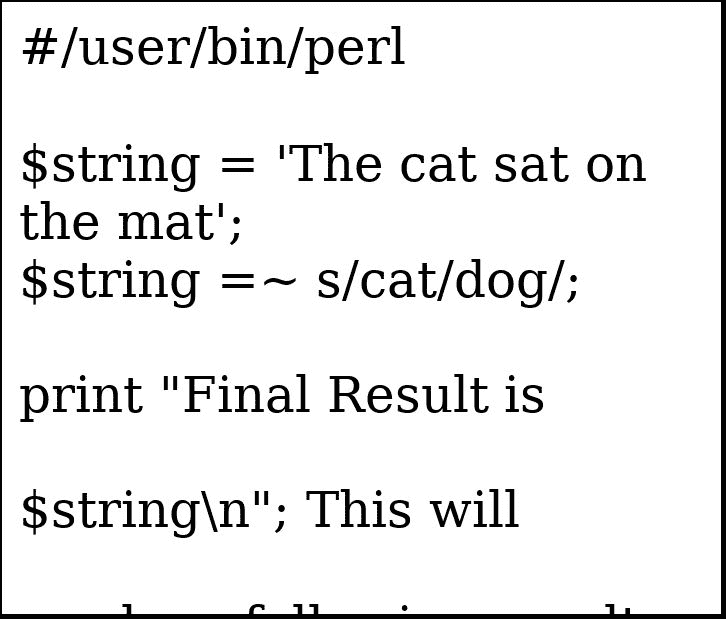 #/user/bin/perl
$string = 'The cat sat on
the mat';
$string =~ s/cat/dog/;
print "Final Result is
$string\n"; This will